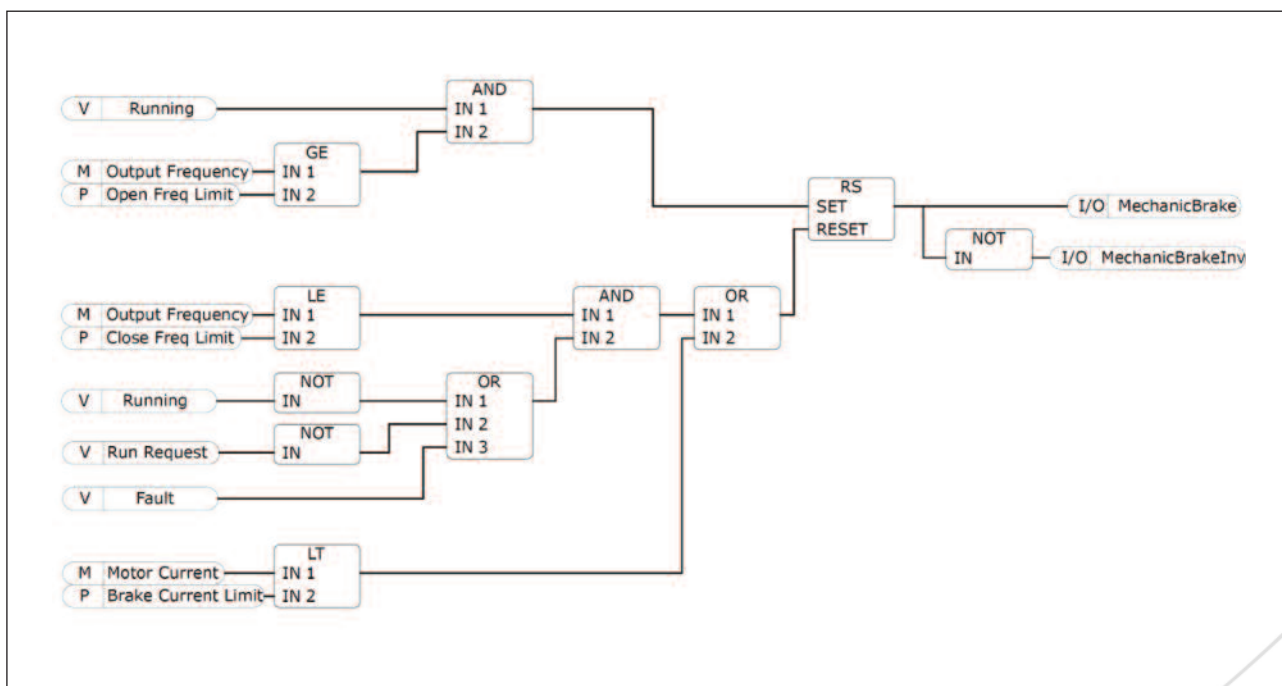 AND
V Running
IN 1
IN 2
GE
M Output Frequency
IN 1
P Open Freq Limit
IN 2
RS
SET
RESET
I/O MechanicBrake
NOT
IN
I/O MechanicBrakeInv
LE
AND
OR
M Output Frequency
IN 1
IN 1
IN 1
P Close Freq Limit
IN 2
IN 2
IN 2
NOT
OR
V Running
IN
IN 1
NOT
IN 2
V Run Request
IN
IN 3
V Fault
LT
M Motor Current
IN 1
P Brake Current Limit
IN 2